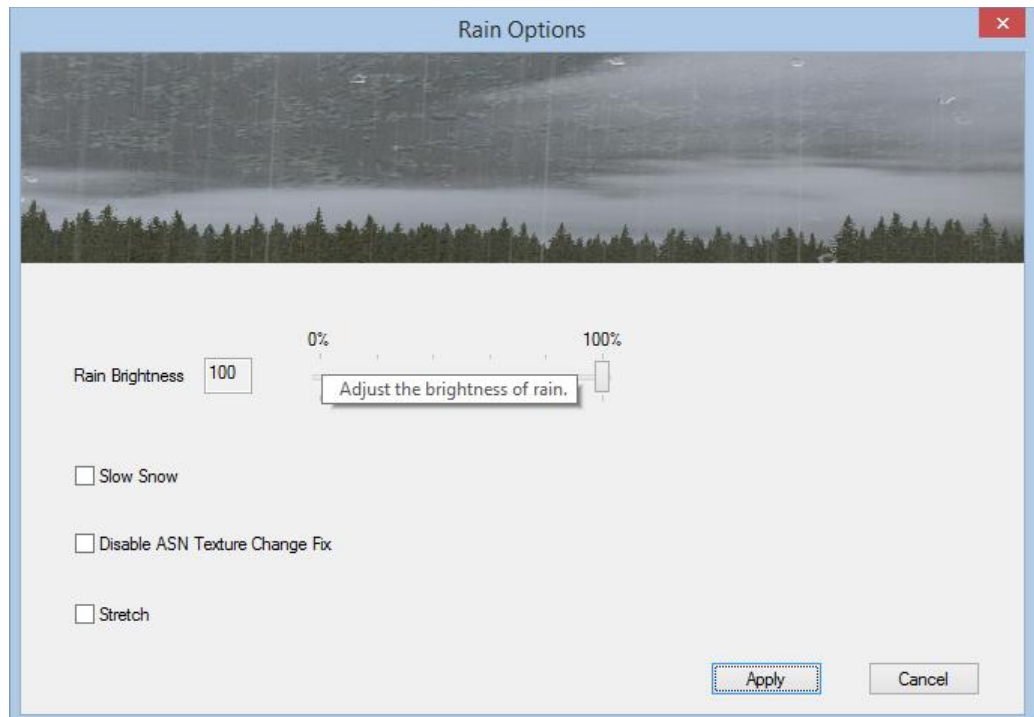 Rain Options
0% 100%
Rain Brightness 100
Adjust the brightness of rain.
Slow Snow
Disable ASN Texture Change Fix
Stretch
Apply Cancel